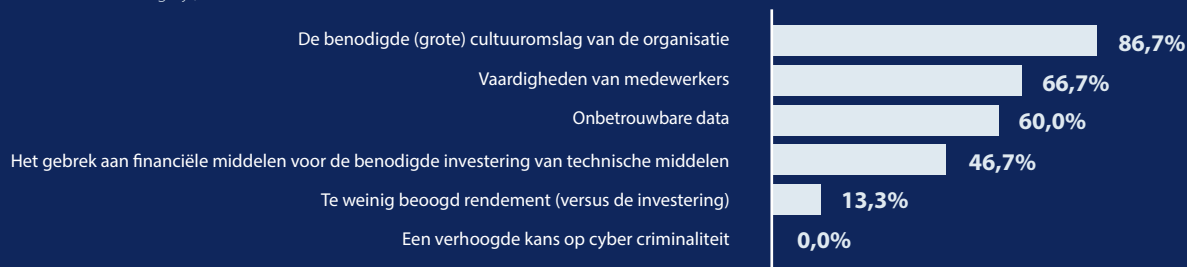 De benodigde (grote) cultuuromslag van de organisatie 86,7%
Vaardigheden van medewerkers 66,7%
Onbetrouwbare data 60,0%
Het gebrek aan financiële middelen voor de benodigde investering van technische middelen 46,7%
Te weinig beoogd rendement (versus de investering) 13,3%
Een verhoogde kans op cyber criminaliteit 0,0%